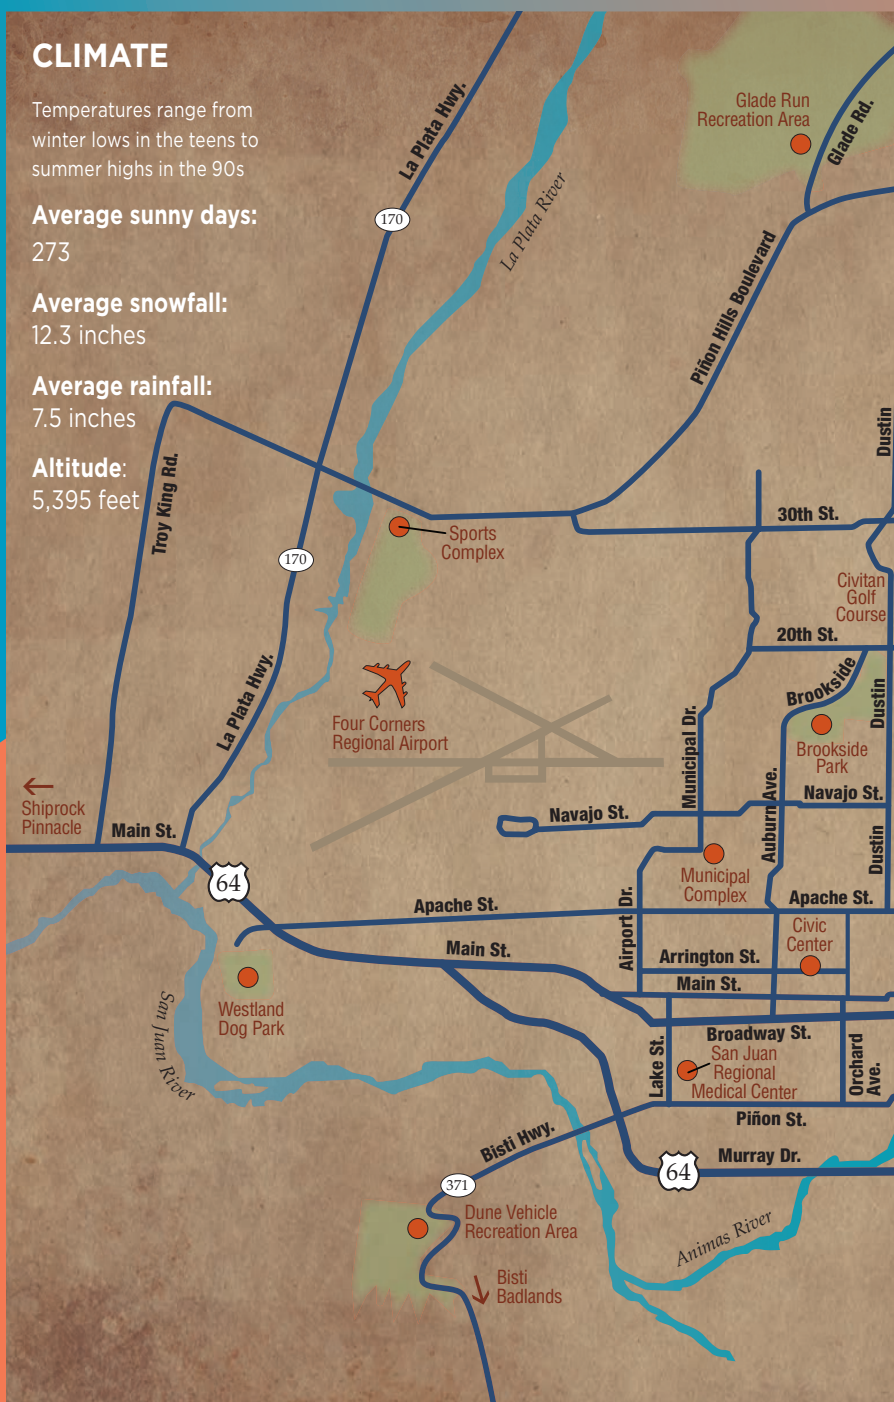 CLIMATE
Temperatures range from
winter lows in the teens to
summer highs in the 90s
Average sunny days:
273
Average snowfall:
12.3 inches
Average rainfall:
7.5 inches
Altitude:
5,395 feet
La Plata Hwy.
170
La Plata River
Glade Run
Recreation Area
Glade Rd.
Piñon Hills Boulevard
Dustin
Troy King Rd.
30th St.
Sports
Complex
170
Civitan
Golf
Course
20th St.
La Plata Hwy.
Four Corners
Regional Airport
Municipal Dr.
Brookside
Dustin
Brookside
Park
Shiprock
Pinnacle
Main St.
Navajo St.
Navajo St.
Auburn Ave.
Dustin
64
Municipal
Complex
Apache St.
Apache St.
Airport Dr.
Civic
Center
Main St.
Arrington St.
Main St.
Westland
Dog Park
San Juan River
Broadway St.
Lake St.
San Juan
Regional
Medical Center
Orchard
Ave.
Piñon St.
Bisti Hwy.
Murray Dr.
64
371
Dune Vehicle
Recreation Area
Animas River
Bisti
Badlands